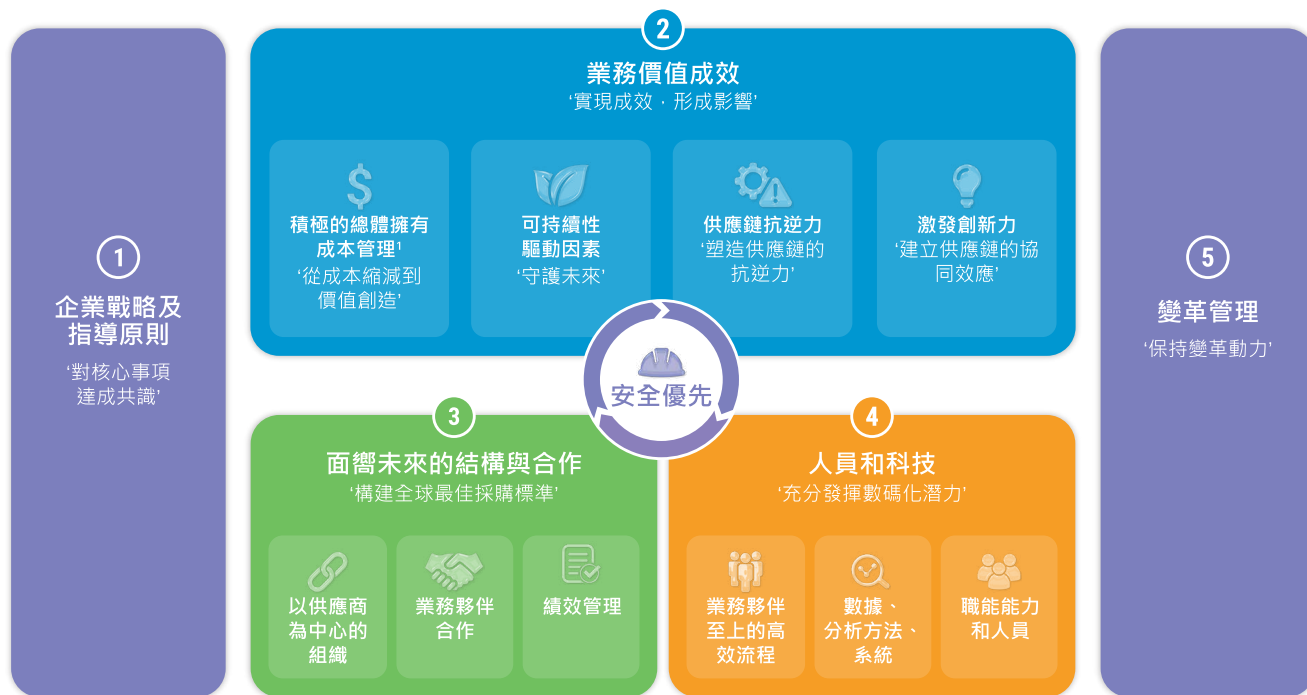 1
企業戰略及
指導原則
‘對核心事項
達成共識’
2
業務價值成效
‘實現成效，形成影響’
積極的總體擁有
成本管理¹
‘從成本縮減到
價值創造’
可持續性
驅動因素
‘守護未來’
供應鏈抗逆力
‘塑造供應鏈的
抗逆力’
激發創新力
‘建立供應鏈的協
同效應’
安全優先
3
面嚮未來的結構與合作
‘構建全球最佳採購標準’
以供應商
為中心的
組織
業務夥伴
合作
績效管理
4
人員和科技
‘充分發揮數碼化潛力’
業務夥伴
至上的高
效流程
數據、
分析方法、
系統
職能能力
和人員
5
變革管理
‘保持變革動力’